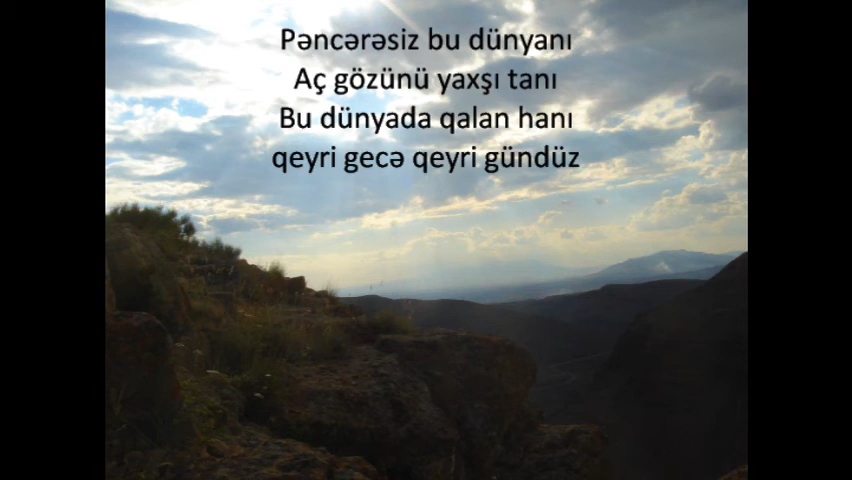 Pəncərəsiz bu dünyanı
Aç gözünü yaxşı tanı
Bu dünyada qalan hanı
qeyri gecə qeyri gündüz